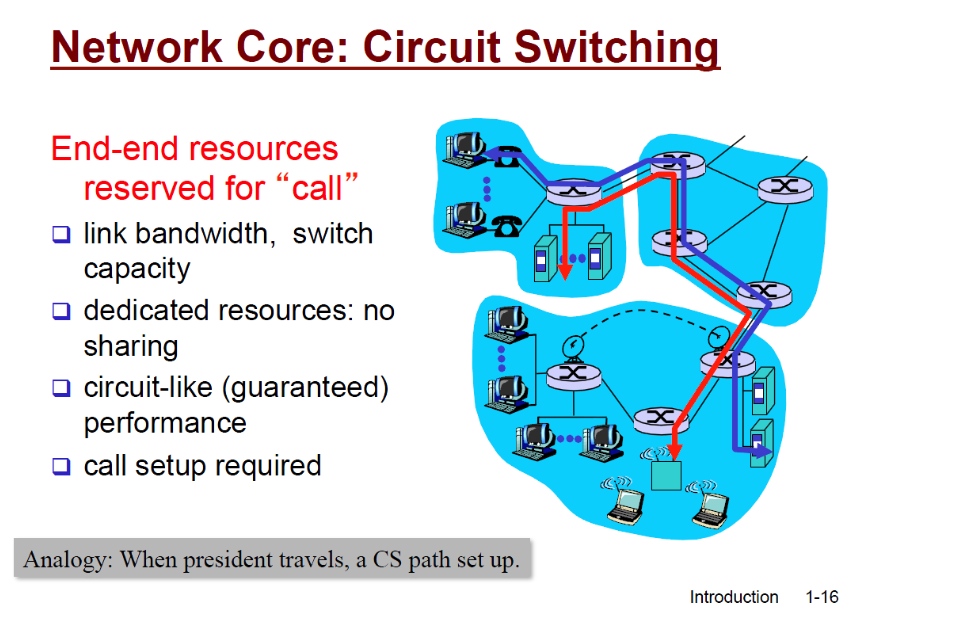 Network Core: Circuit Switching
End-end resources
reserved for “call”
❑ link bandwidth, switch
capacity
❑ dedicated resources: no
sharing
❑ circuit-like (guaranteed)
performance
❑ call setup required
Analogy: When president travels, a CS path set up.
Introduction 1-16